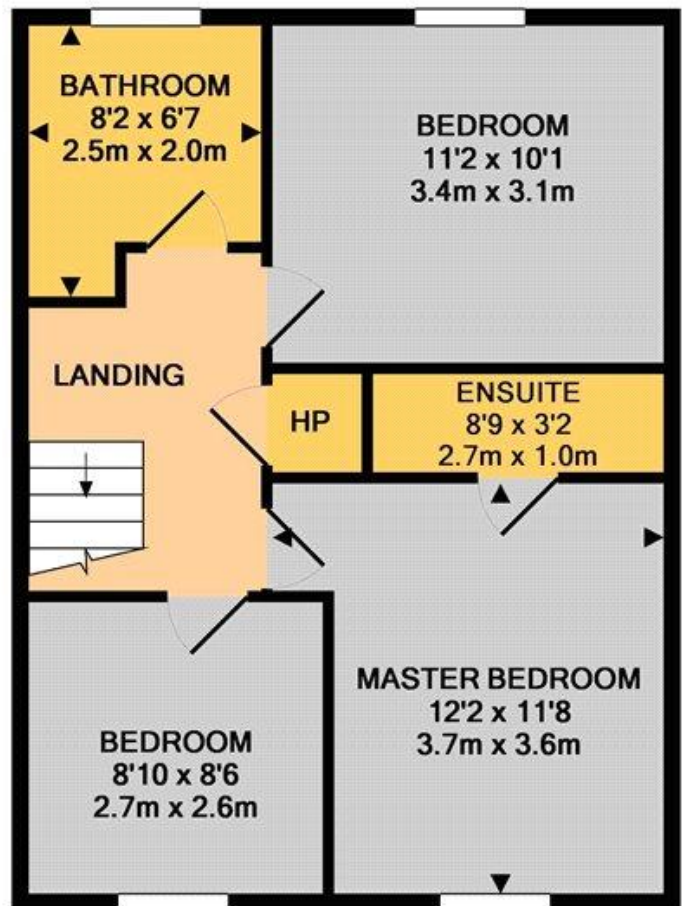 BATHROOM
8'2 x 6'7
2.5m x 2.0m
BEDROOM
11'2 x 10'1
3.4m x 3.1m
LANDING
HP
ENSUITE
8'9 x 3'2
2.7m x 1.0m
MASTER BEDROOM
12'2 x 11'8
3.7m x 3.6m
BEDROOM
8'10 x 8'6
2.7m x 2.6m